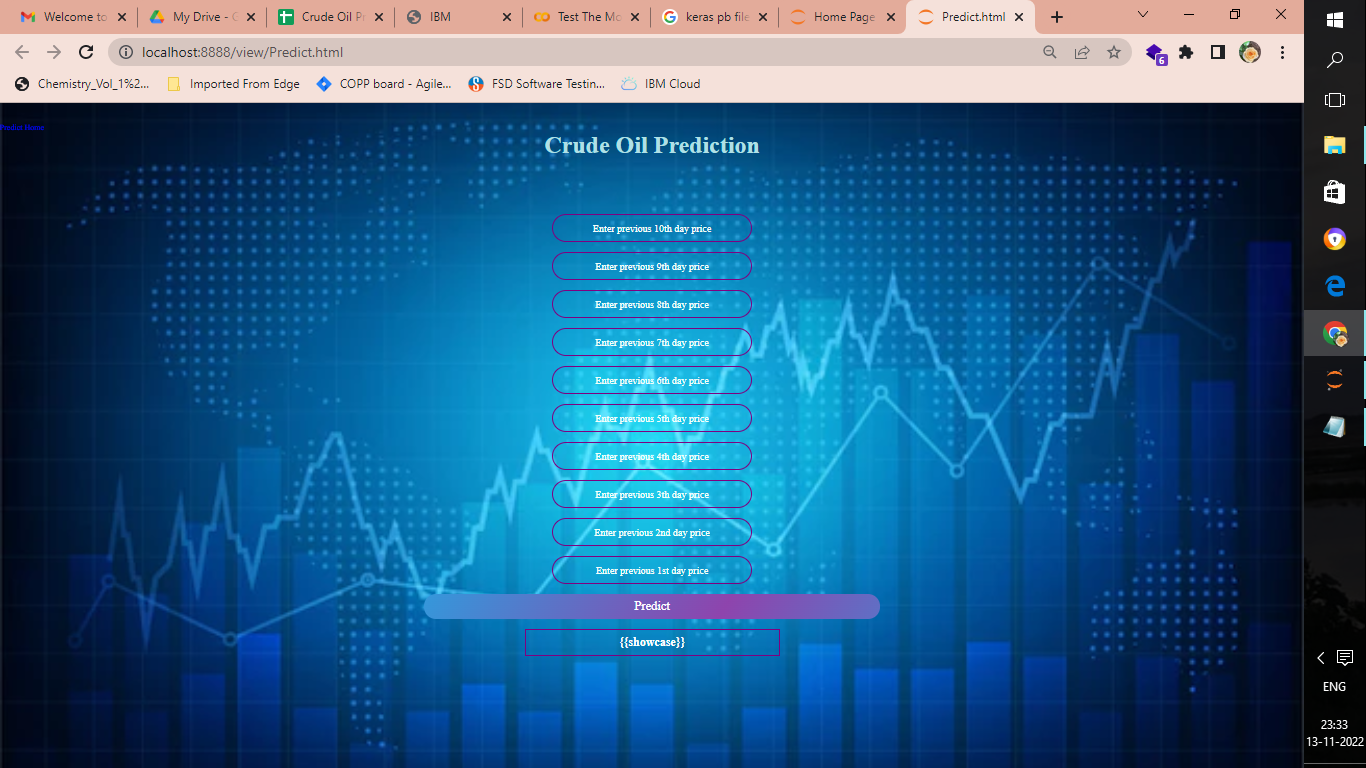 Welcome to
My Drive - G
Crude Oil Pr
IBM
Test The Mo
keras pb file
Home Page
Predict.html
localhost:8888/view/Predict.html
6
Chemistry_Vol_1%2...
Imported From Edge
COPP board - Agile...
FSD Software Testin...
IBM Cloud
Crude Oil Prediction
Enter previous 10th day price
Enter previous 9th day price
Enter previous 8th day price
Enter previous 7th day price
Enter previous 6th day price
Enter previous 5th day price
Enter previous 4th day price
Enter previous 3th day price
Enter previous 2nd day price
Enter previous 1st day price
Predict
{{showcase}}
ENG
23:33
13-11-2022